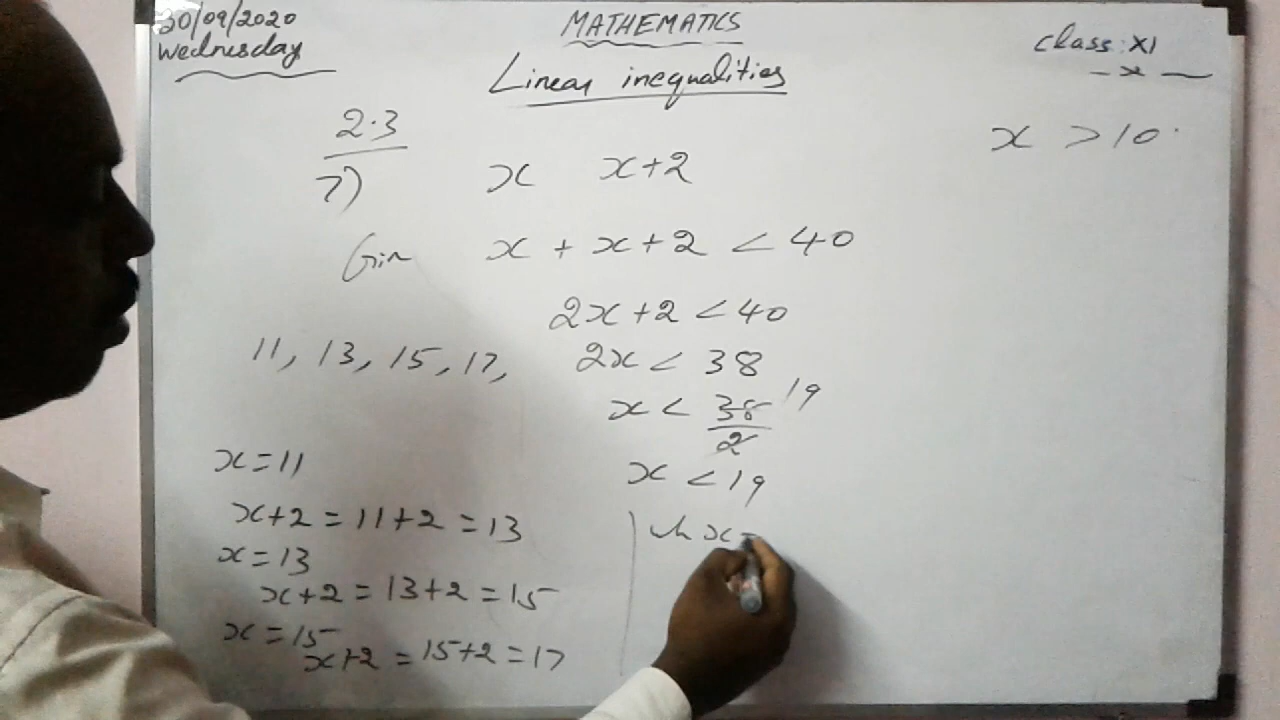 30/09/2020
Wednesday
MATHEMATICS
Class: XI
Linear inequalities
2.3
7)
x x+2
x > 10
Givn x + x+2 < 40
2x+2 < 40
11, 13, 15, 17,
2x < 38
x < 38/2 19
x < 19
x=11
x+2 = 11+2 = 13
x=13
x+2 = 13+2 = 15
x=15
x+2 = 15+2 = 17
wh x=